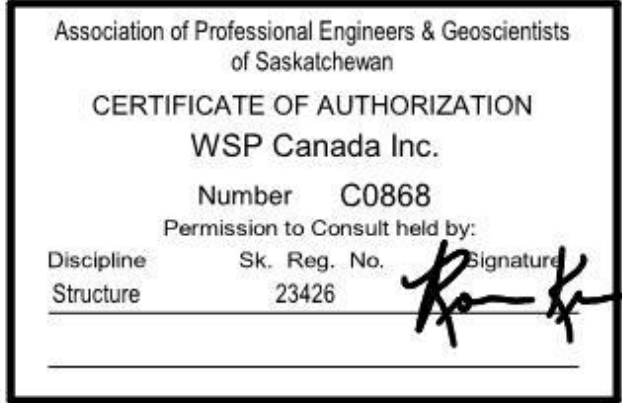 Association of Professional Engineers & Geoscientists
of Saskatchewan
CERTIFICATE OF AUTHORIZATION
WSP Canada Inc.
Number C0868
Permission to Consult held by:
Discipline Sk. Reg. No. Signature
Structure 23426